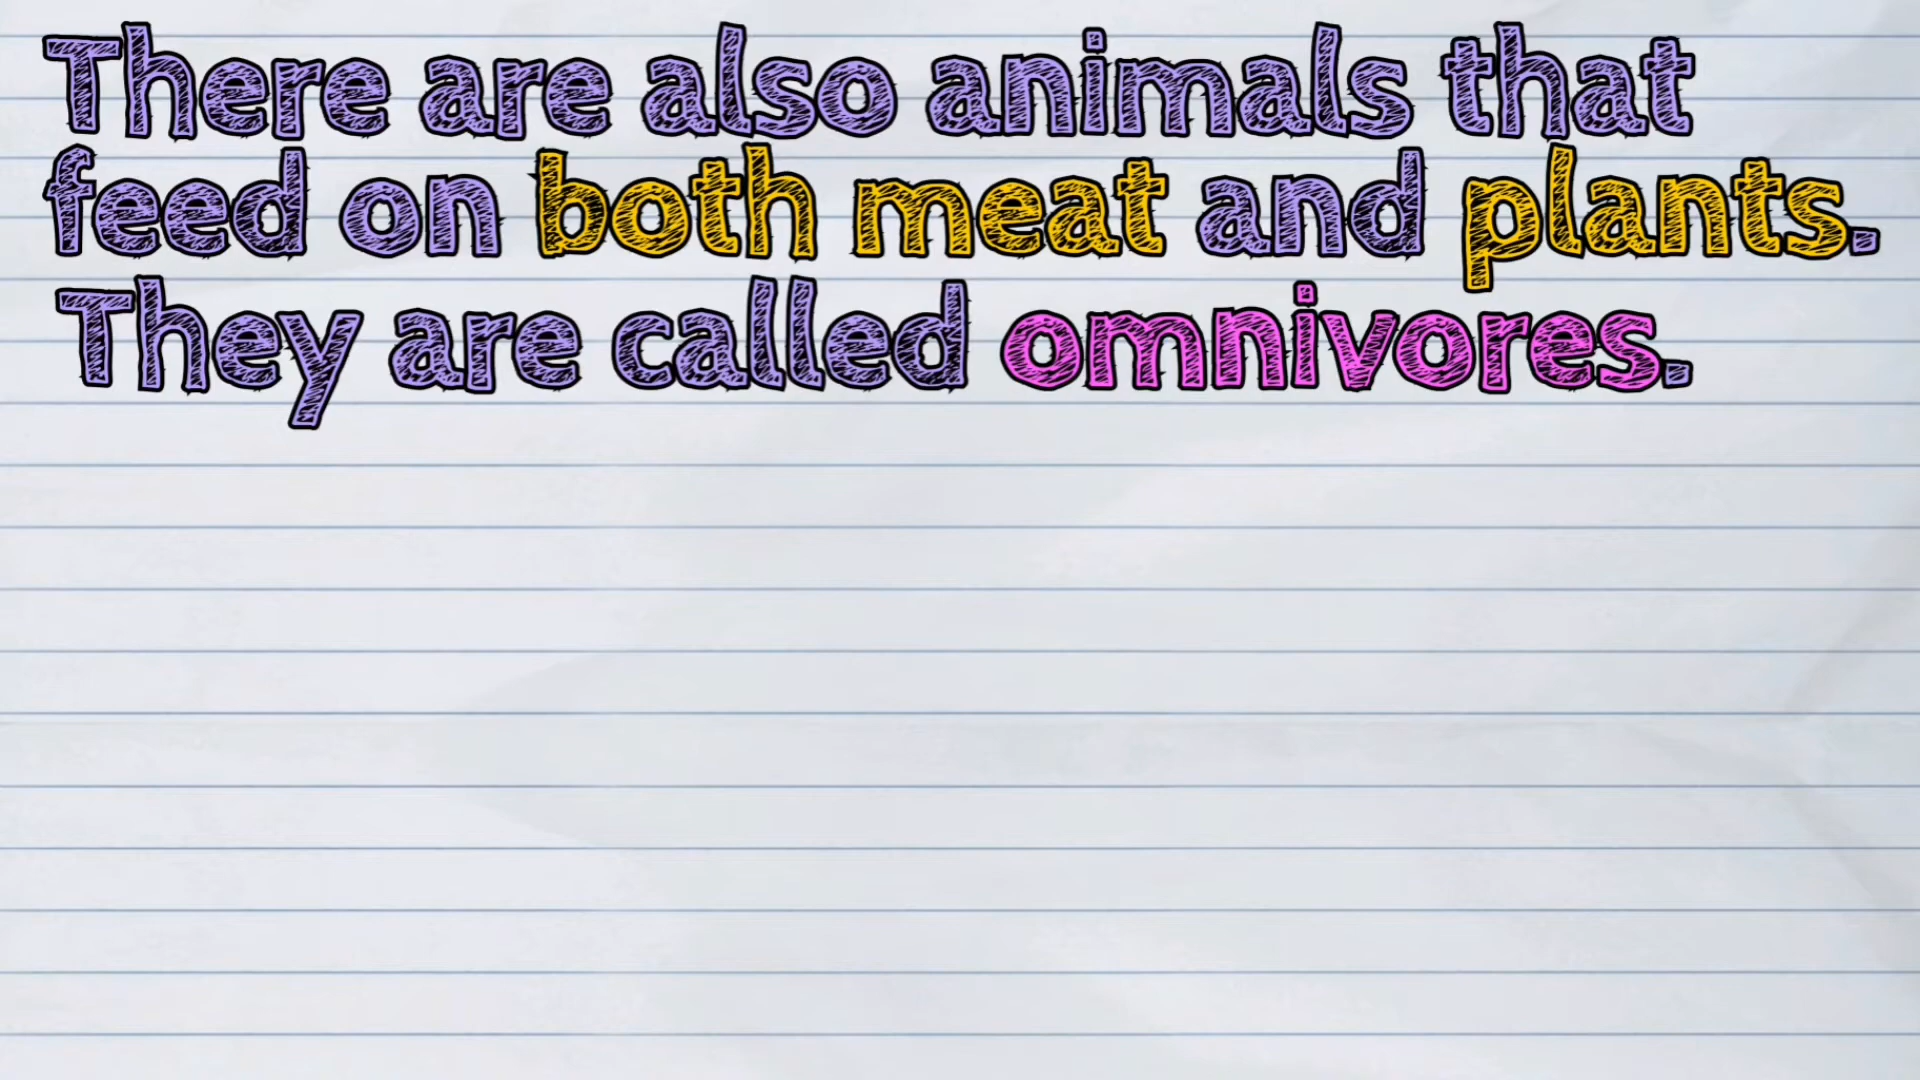 There are also animals that
feed on both meat and plants.
They are called omnivores.